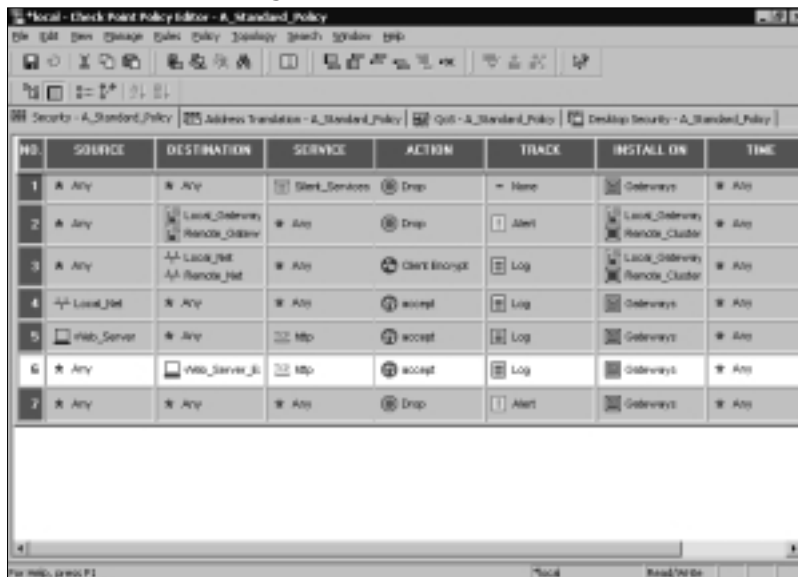 *local - Check Point Policy Editor - A_Standard_Policy
File Edit View Manage Rules Policy Topology Search Window Help
Security - A_Standard_Policy Address Translation - A_Standard_Policy QoS - A_Standard_Policy Desktop Security - A_Standard_Policy
NO. SOURCE DESTINATION SERVICE ACTION TRACK INSTALL ON TIME
1 Any Any Silent_Services Drop None Gateways Any
2 Any Local_Gateway Any Drop Alert Local_Gateway Any
Remote_Cluster
3 Any Local_Net Any Client Encrypt Log Local_Gateway Any
Remote_Net Remote_Cluster
4 Local_Net Any Any accept Log Gateways Any
5 Web_Server Any http accept Log Gateways Any
6 Any Web_Server_E http accept Log Gateways Any
7 Any Any Any Drop Alert Gateways Any
For Help, press F1 *local Read/Write